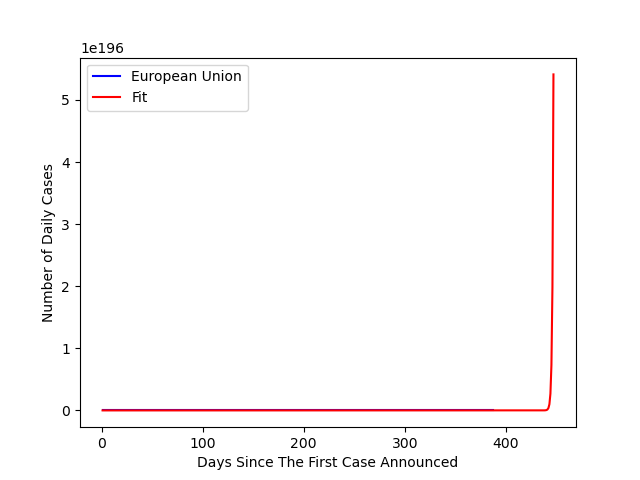 1e196
European Union
Fit
5
4
3
2
1
0
Number of Daily Cases
0 100 200 300 400
Days Since The First Case Announced